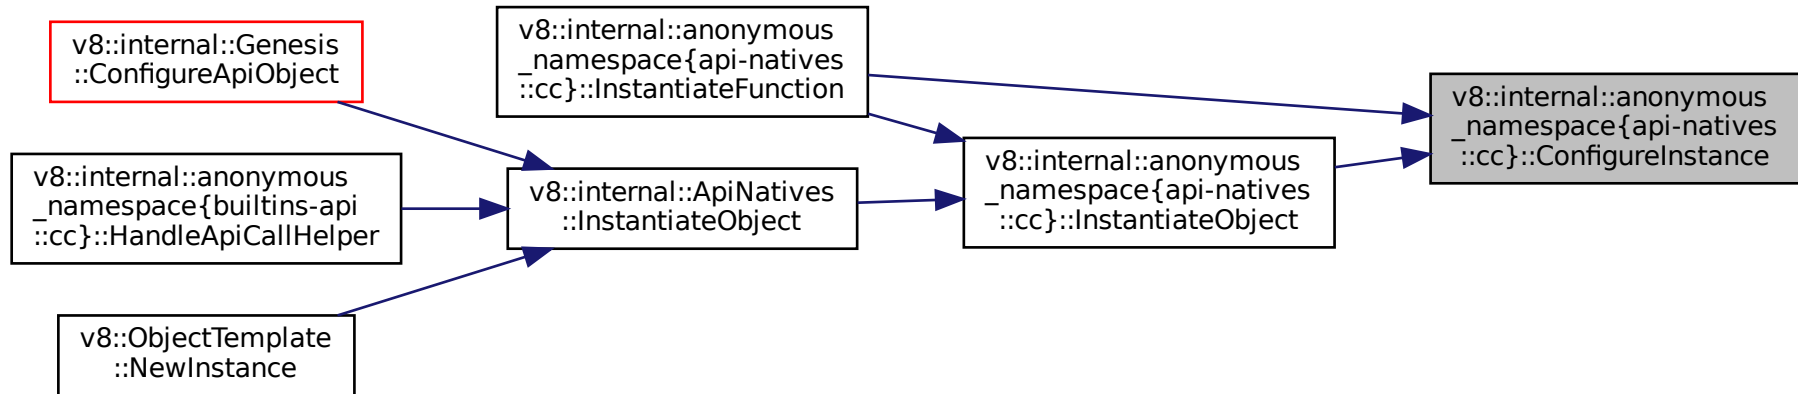 v8::internal::Genesis
::ConfigureApiObject
v8::internal::anonymous
_namespace{builtins-api
::cc}::HandleApiCallHelper
v8::ObjectTemplate
::NewInstance
v8::internal::anonymous
_namespace{api-natives
::cc}::InstantiateFunction
v8::internal::ApiNatives
::InstantiateObject
v8::internal::anonymous
_namespace{api-natives
::cc}::InstantiateObject
v8::internal::anonymous
_namespace{api-natives
::cc}::ConfigureInstance